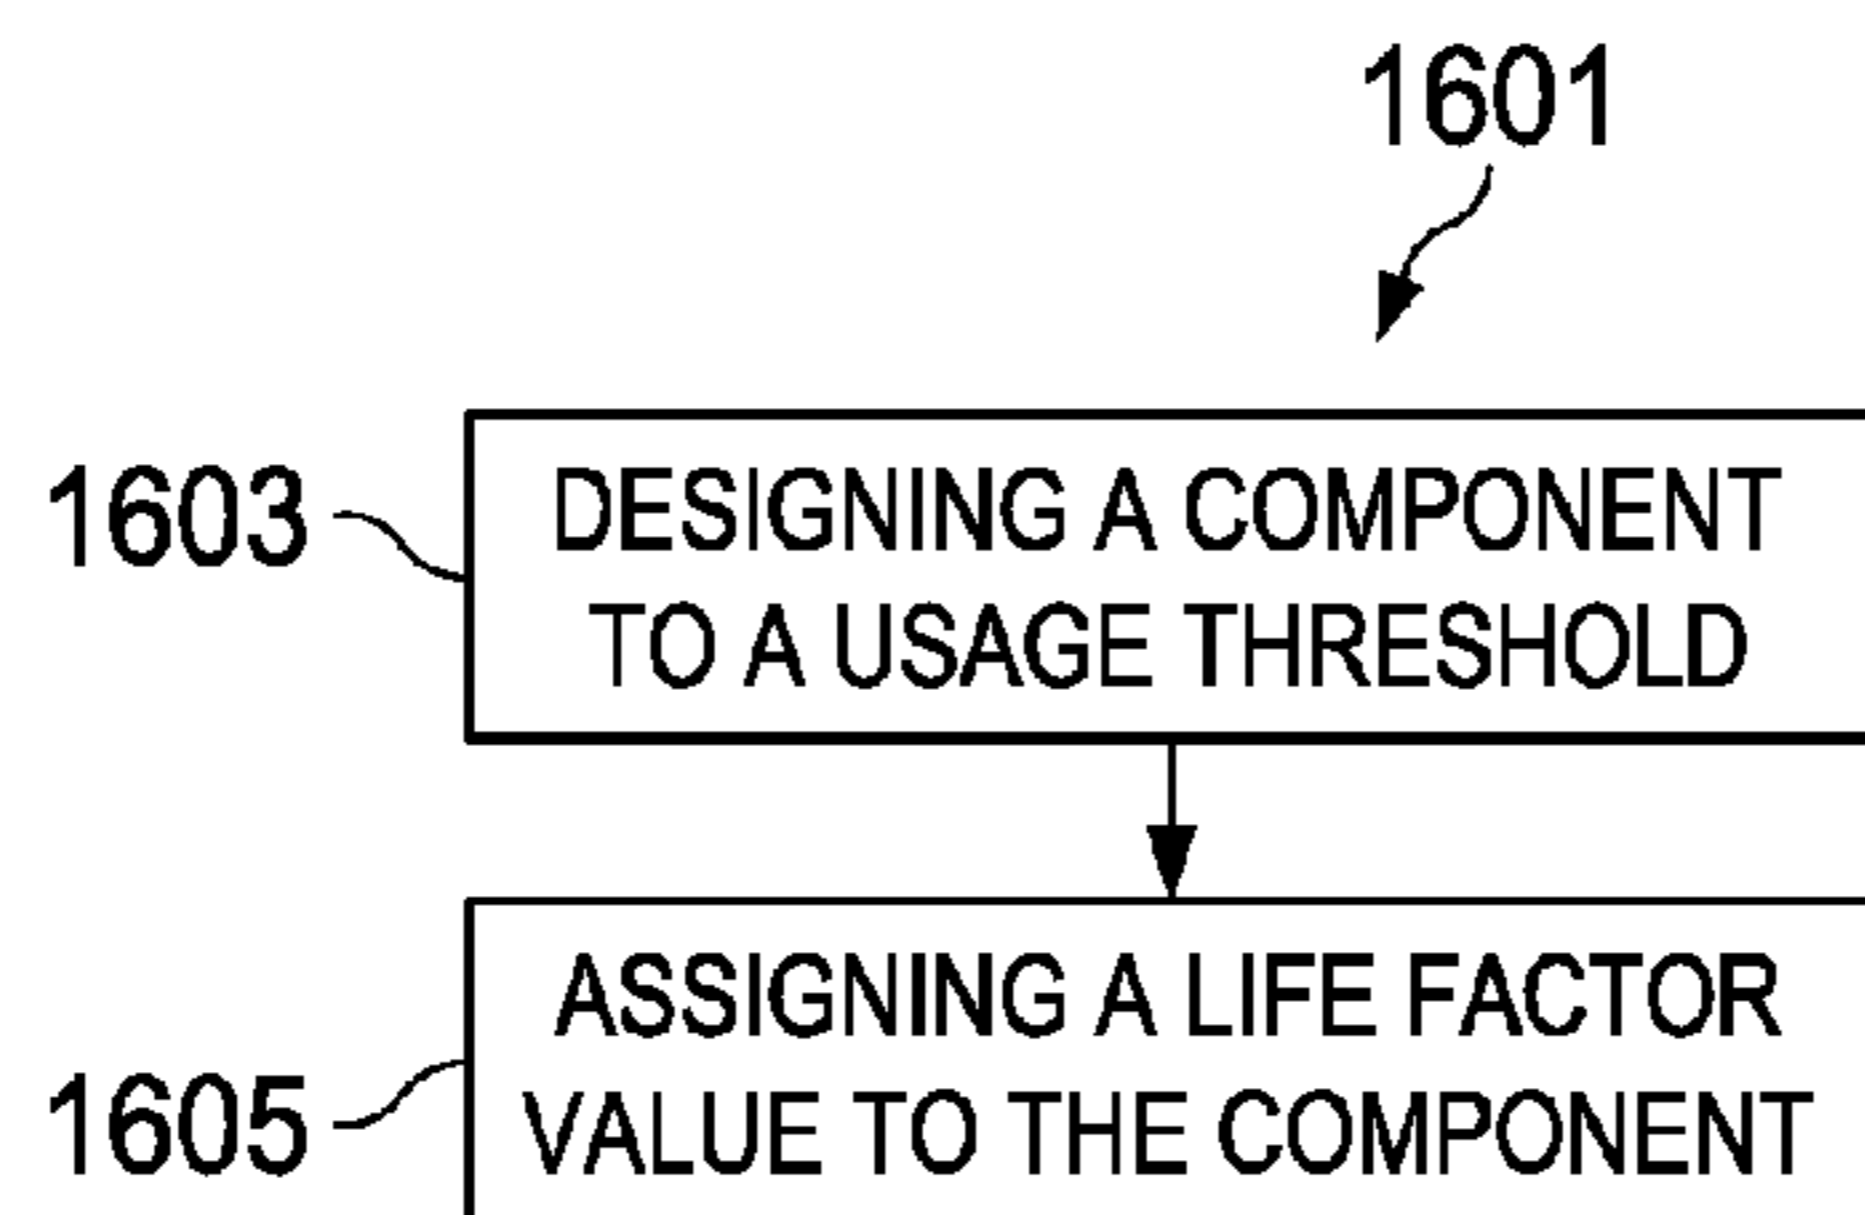 1601
1603
DESIGNING A COMPONENT
TO A USAGE THRESHOLD
ASSIGNING A LIFE FACTOR
VALUE TO THE COMPONENT
1605